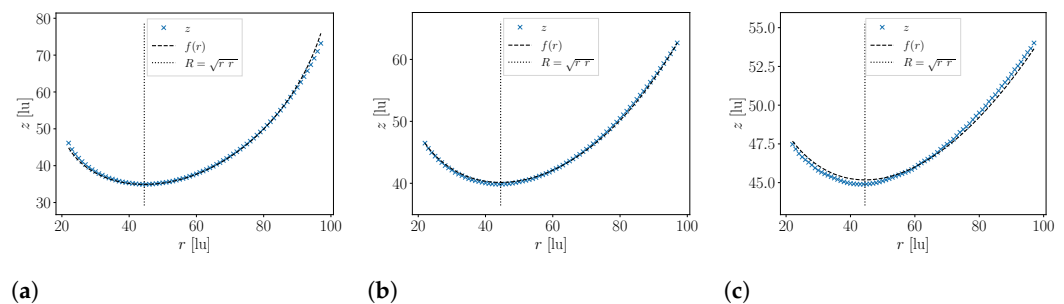 80
70
60
50
40
30
z [lu]
z
f(r)
R = √r r
20 40 60 80 100
r [lu]
(a)
80
60
40
z [lu]
z
f(r)
R = √r r
20 40 60 80 100
r [lu]
(b)
55.0
52.5
50.0
47.5
45.0
z [lu]
z
f(r)
R = √r r
20 40 60 80 100
r [lu]
(c)